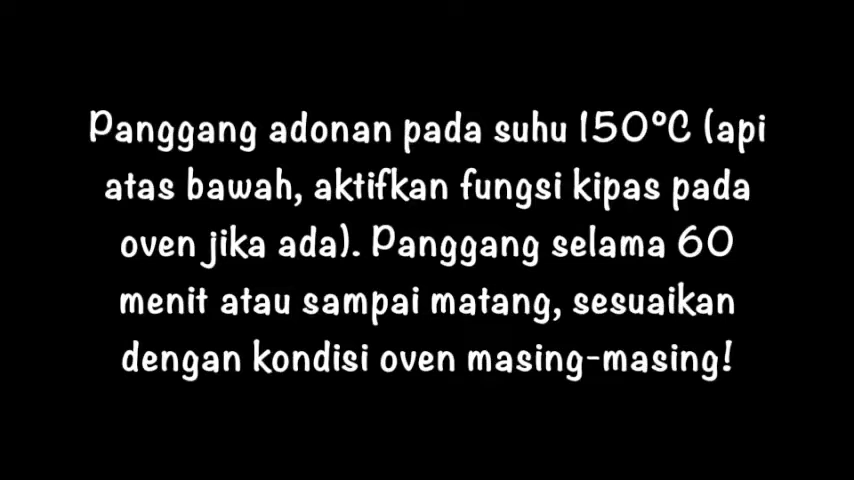 Panggang adonan pada suhu 150°C (api
atas bawah, aktifkan fungsi kipas pada
oven jika ada). Panggang selama 60
menit atau sampai matang, sesuaikan
dengan kondisi oven masing-masing!